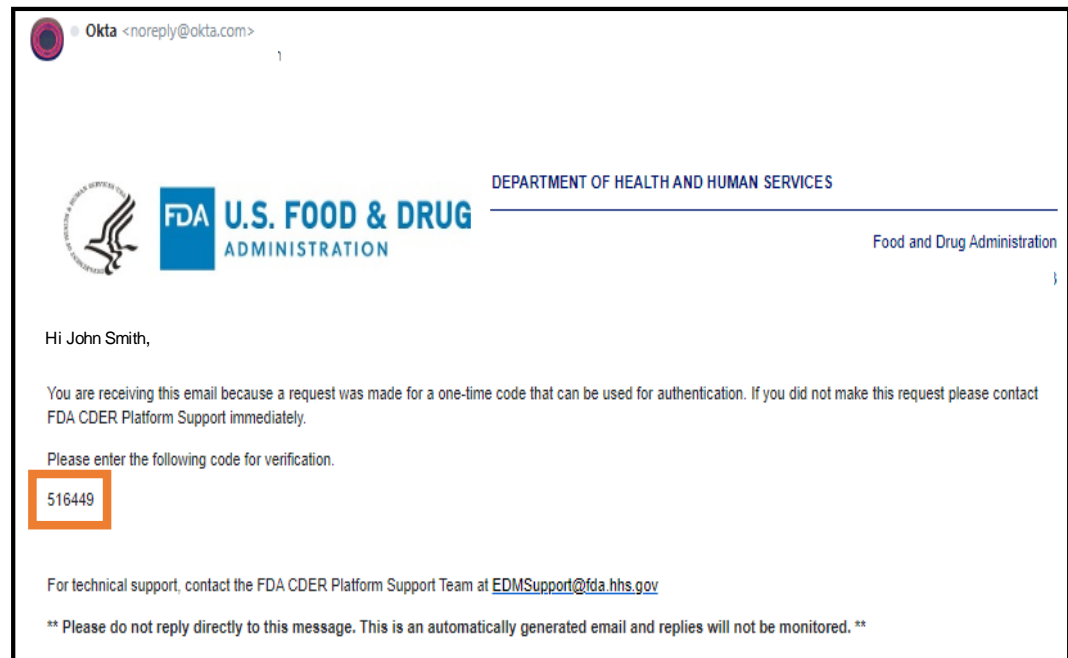 Okta <noreply@okta.com>
DEPARTMENT OF HEALTH AND HUMAN SERVICES
FDA U.S. FOOD & DRUG
ADMINISTRATION
Food and Drug Administration
Hi John Smith,
You are receiving this email because a request was made for a one-time code that can be used for authentication. If you did not make this request please contact
FDA CDER Platform Support immediately.
Please enter the following code for verification.
516449
For technical support, contact the FDA CDER Platform Support Team at EDMSupport@fda.hhs.gov
** Please do not reply directly to this message. This is an automatically generated email and replies will not be monitored. **